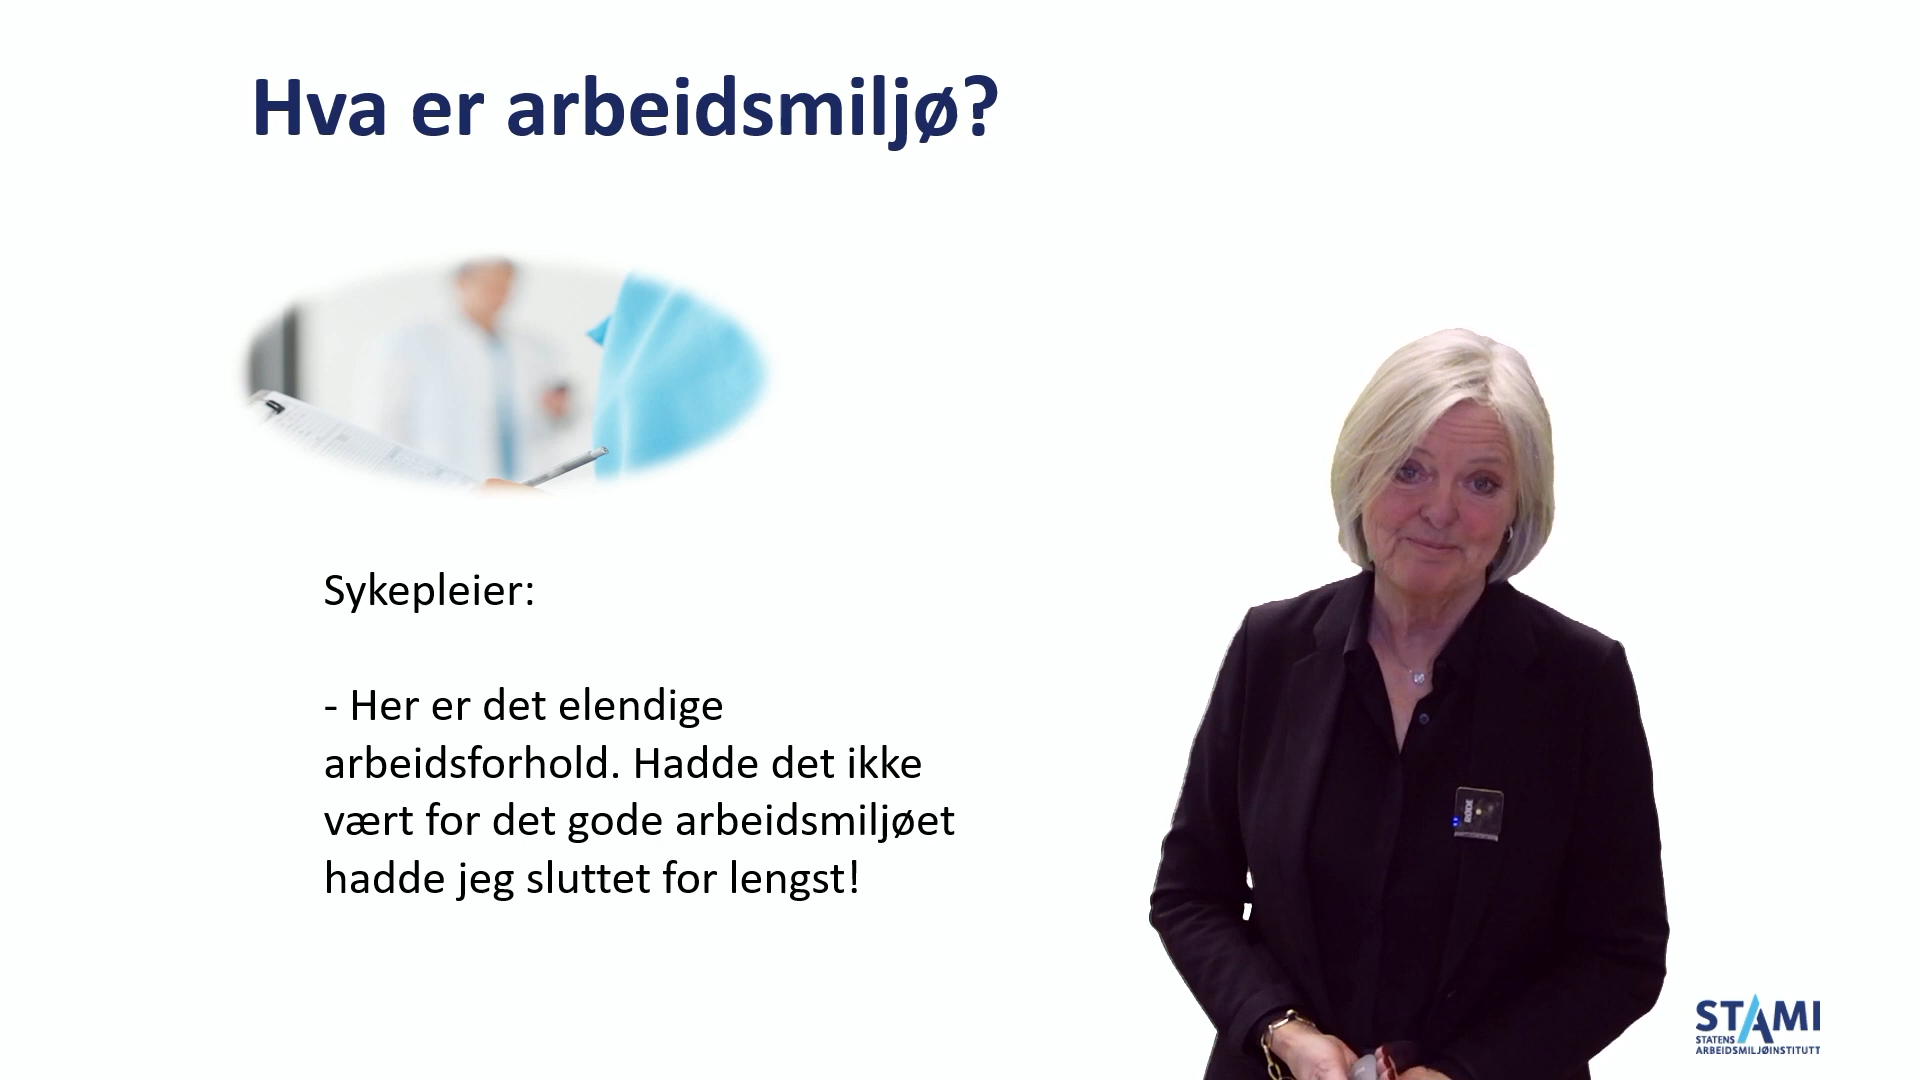 Hva er arbeidsmiljø?
Sykepleier:
- Her er det elendige
arbeidsforhold. Hadde det ikke
vært for det gode arbeidsmiljøet
hadde jeg sluttet for lengst!
RØDE
STAMI
STATENS
ARBEIDSMILJØINSTITUTT